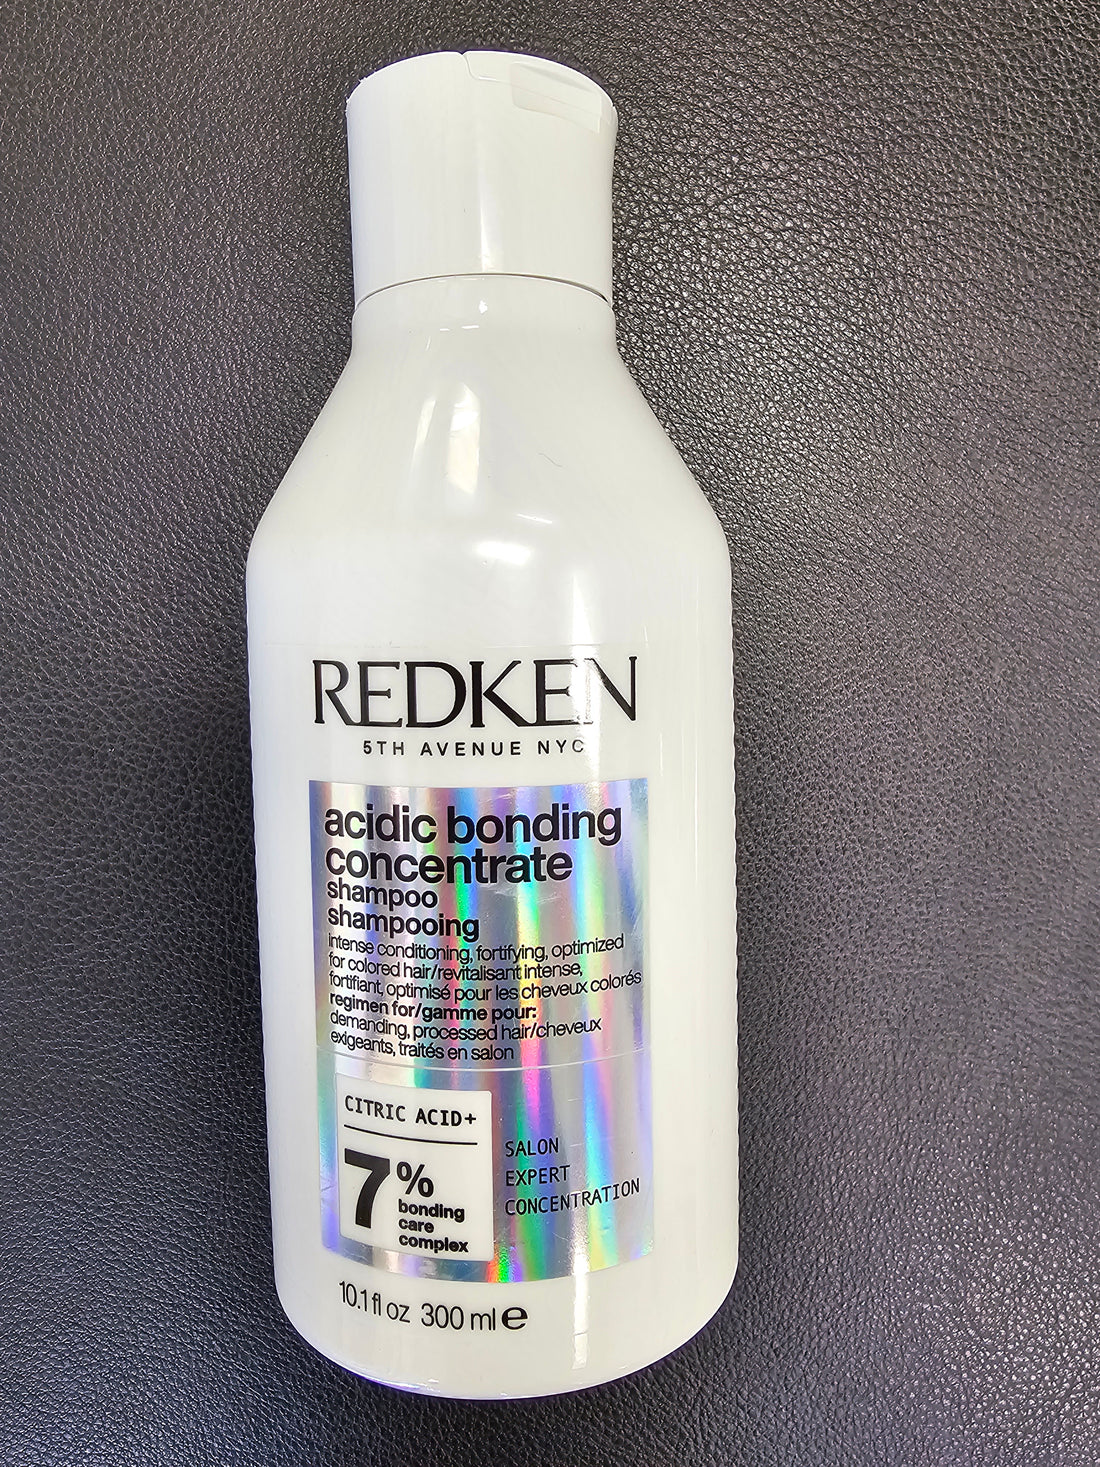 REDKEN
5TH AVENUE NYC
acidic bonding
concentrate
shampoo
shampooing
intense conditioning, fortifying, optimized
for colored hair/revitalisant intense,
fortifiant, optimisé pour les cheveux colorés
regimen for/gamme pour:
demanding, processed hair/cheveux
exigeants, traités en salon
CITRIC ACID+
7%
bonding
care
complex
SALON
EXPERT
CONCENTRATION
10.1 fl oz 300 ml e